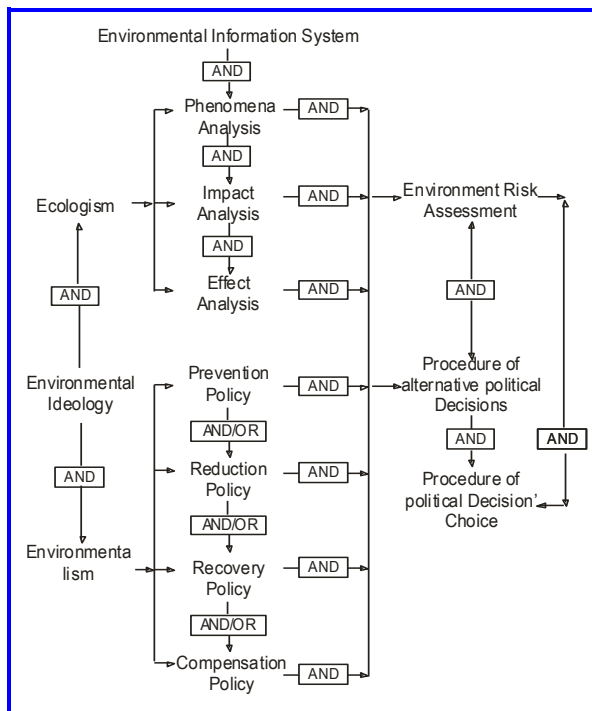 Environmental Information System
AND
Phenomena
Analysis
AND
AND
Impact
Analysis
AND
AND
Effect
Analysis
AND
Ecologism
AND
Environmental
Ideology
AND
Environmenta
lism
Prevention
Policy
AND
AND/OR
Reduction
Policy
AND
AND/OR
Recovery
Policy
AND
AND/OR
Compensation
Policy
AND
Environment Risk
Assessment
AND
Procedure of
alternative political
Decisions
AND
AND
Procedure of
political Decision’
Choice